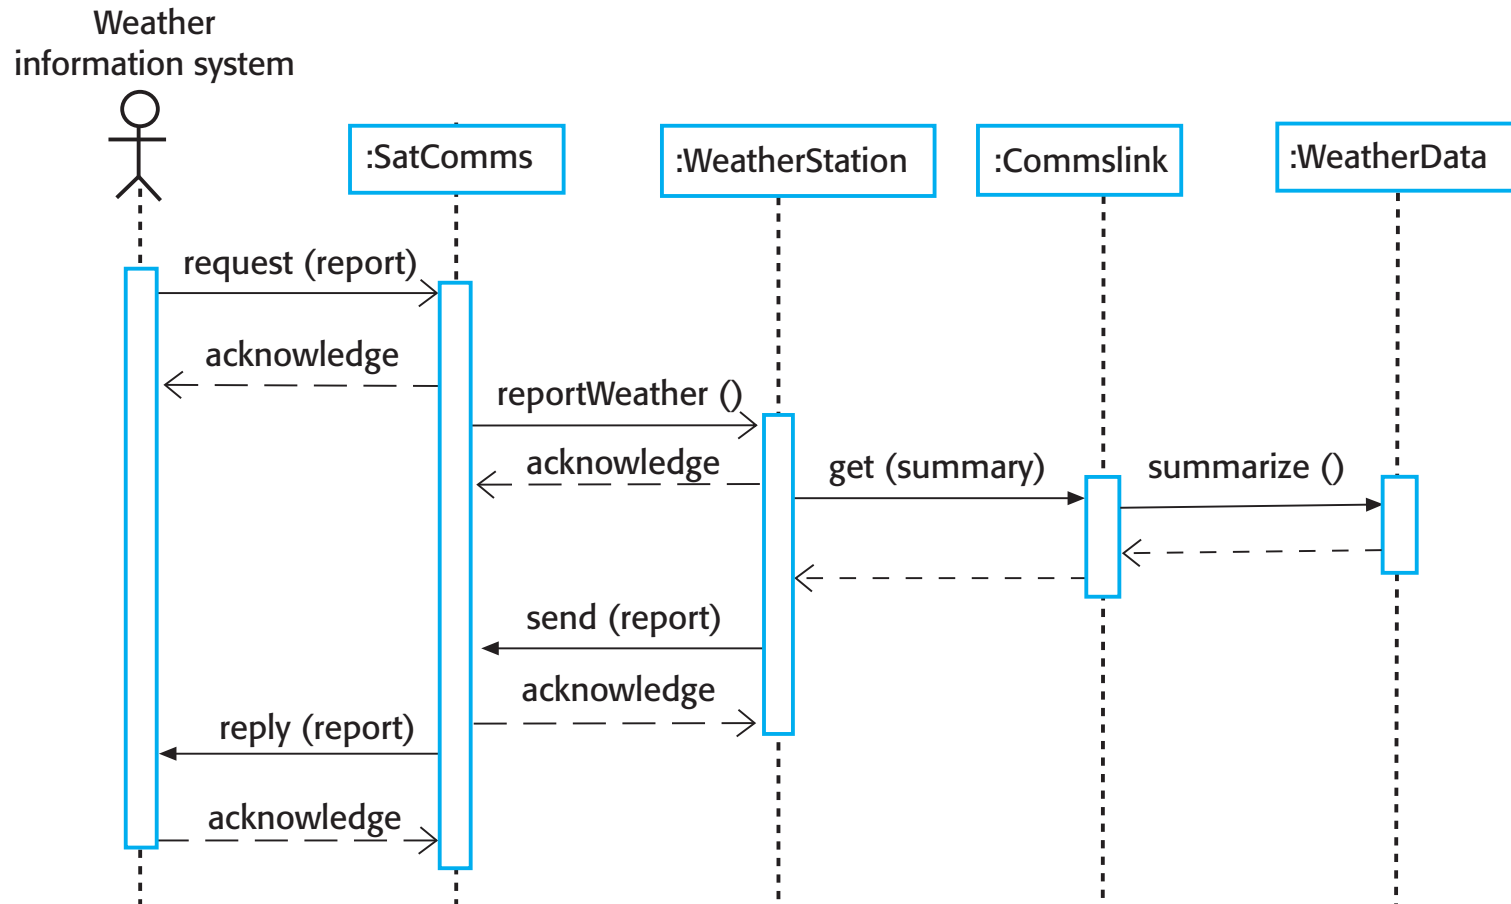 Weather
information system
:SatComms
:WeatherStation
:Commslink
:WeatherData
request (report)
acknowledge
reportWeather ()
acknowledge
get (summary)
summarize ()
send (report)
acknowledge
reply (report)
acknowledge